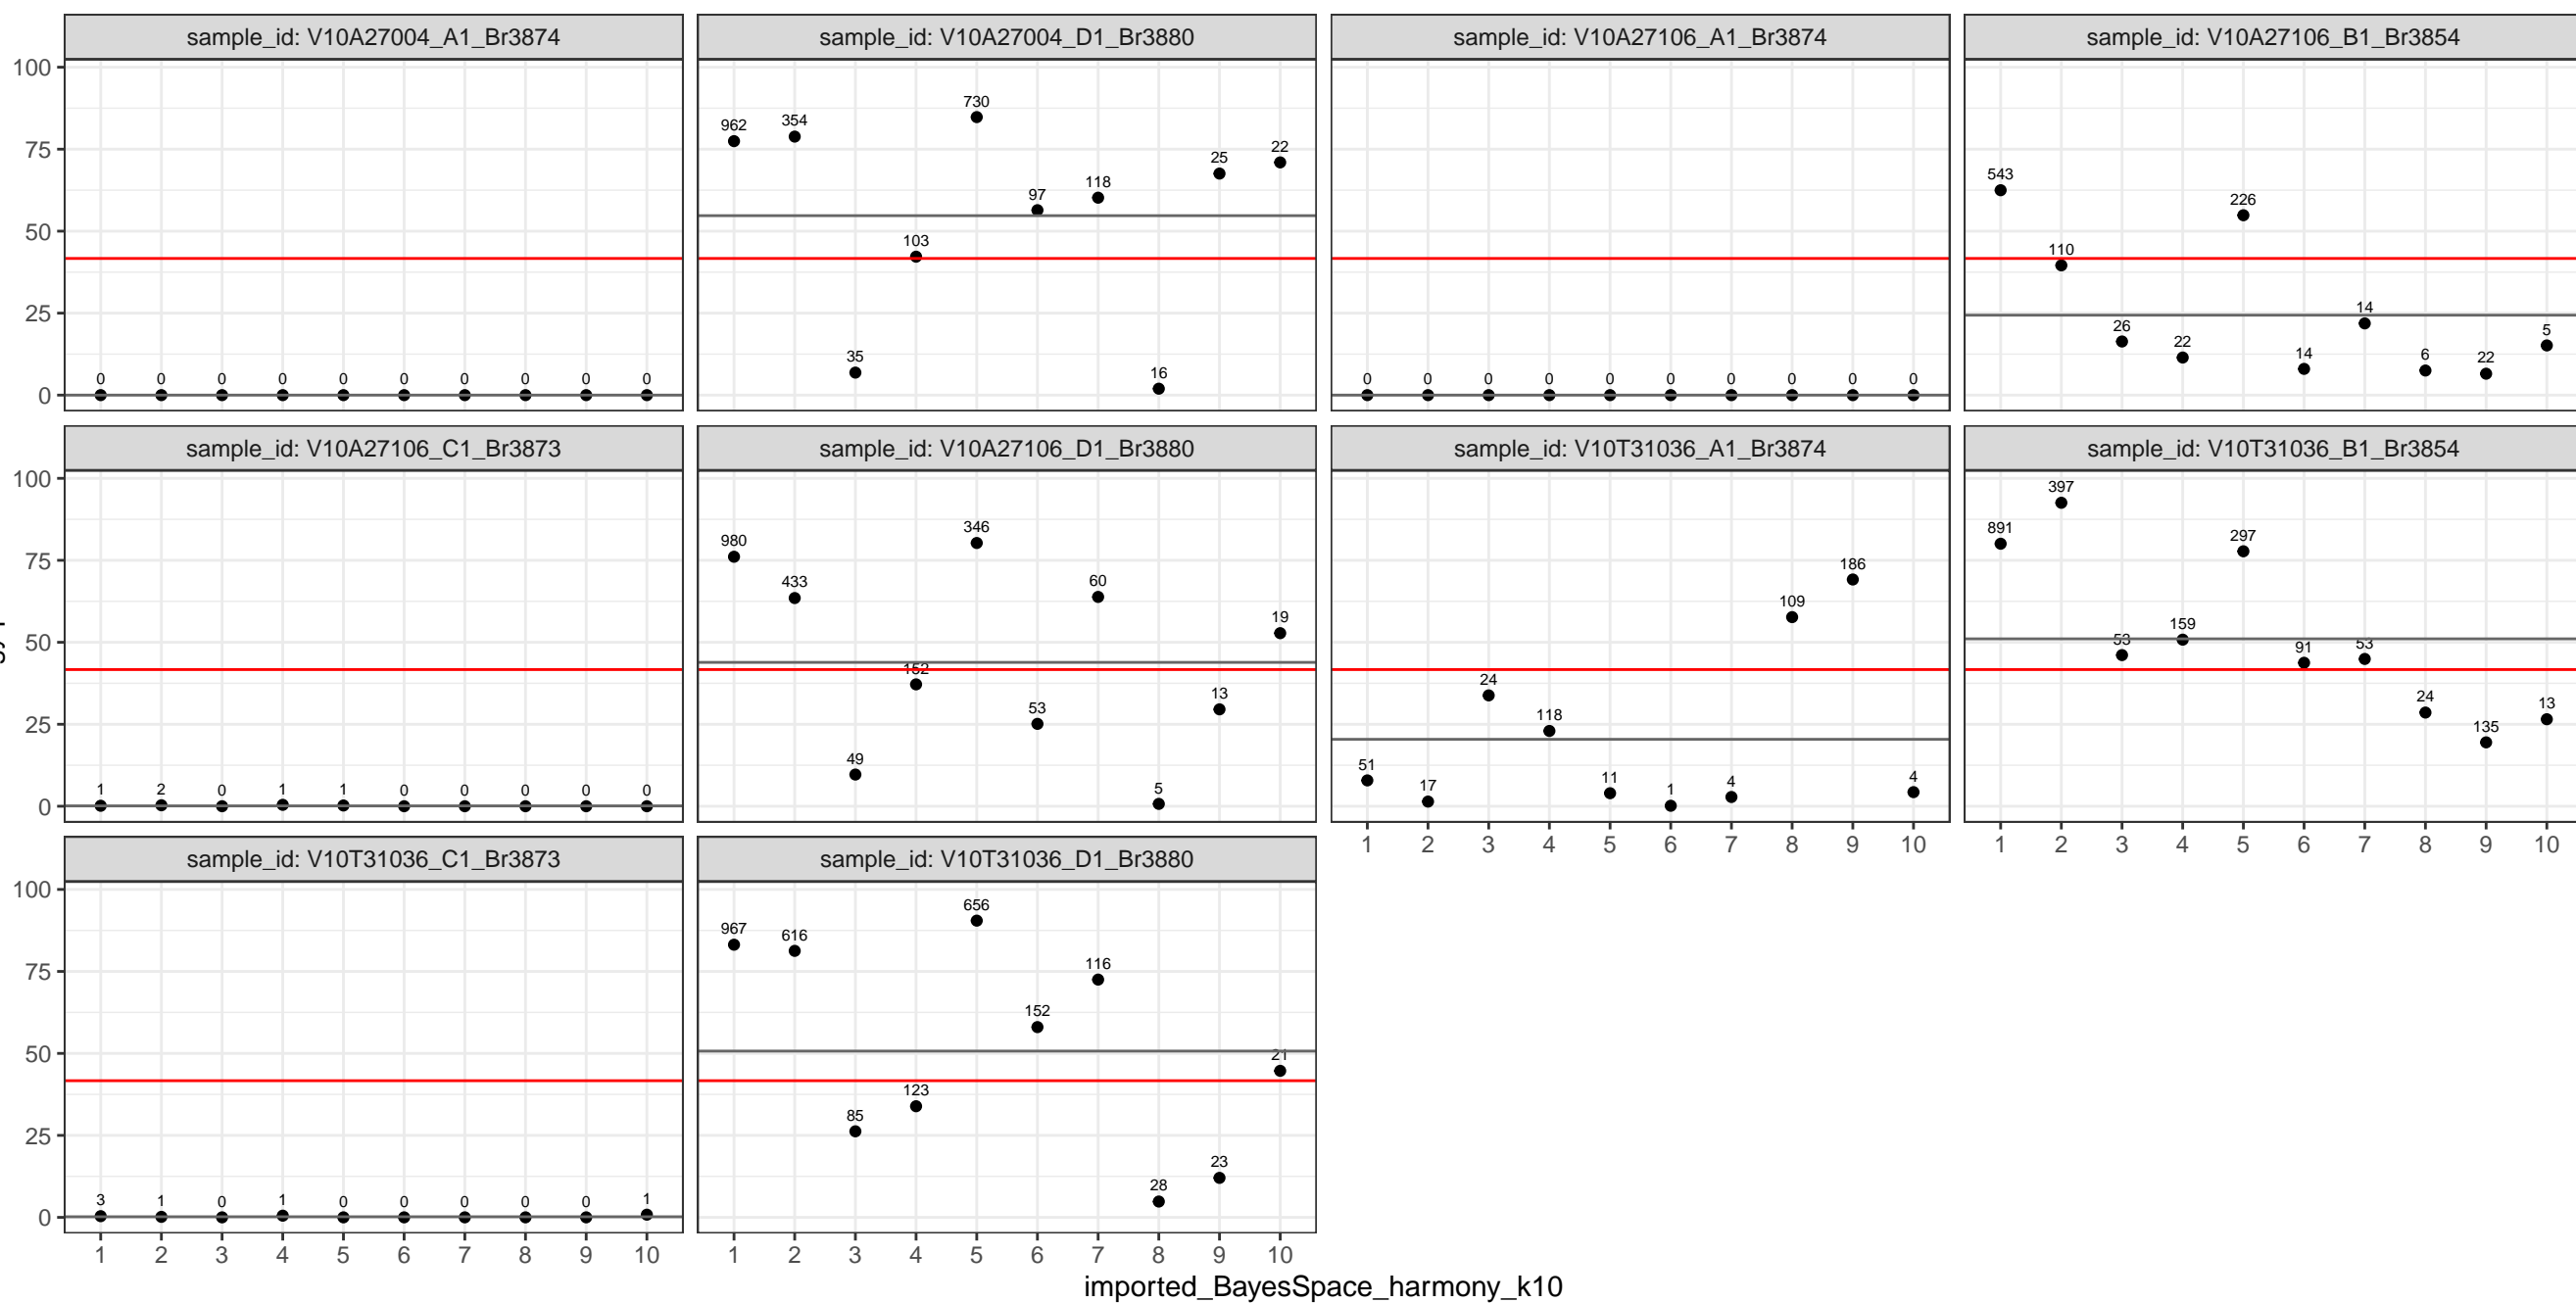 sample_id: V10A27004_A1_Br3874
sample_id: V10A27004_D1_Br3880
sample_id: V10A27106_A1_Br3874
sample_id: V10A27106_B1_Br3854
100
75
50
25
0
0 0 0 0 0 0 0 0 0 0
962 354 35 103 730 97 118 16 25 22
0 0 0 0 0 0 0 0 0 0
543 110 26 22 226 14 14 6 22 5
sample_id: V10A27106_C1_Br3873
sample_id: V10A27106_D1_Br3880
sample_id: V10T31036_A1_Br3874
sample_id: V10T31036_B1_Br3854
100
75
50
25
0
1 2 0 1 1 0 0 0 0 0
980 433 49 152 346 53 60 5 13 19
51 17 24 118 11 1 4 109 186 4
891 397 53 159 297 91 53 24 135 13
1 2 3 4 5 6 7 8 9 10
1 2 3 4 5 6 7 8 9 10
sample_id: V10T31036_C1_Br3873
sample_id: V10T31036_D1_Br3880
100
75
50
25
0
3 1 0 1 0 0 0 0 0 1
967 616 85 123 656 152 116 28 23 21
1 2 3 4 5 6 7 8 9 10
1 2 3 4 5 6 7 8 9 10
imported_BayesSpace_harmony_k10